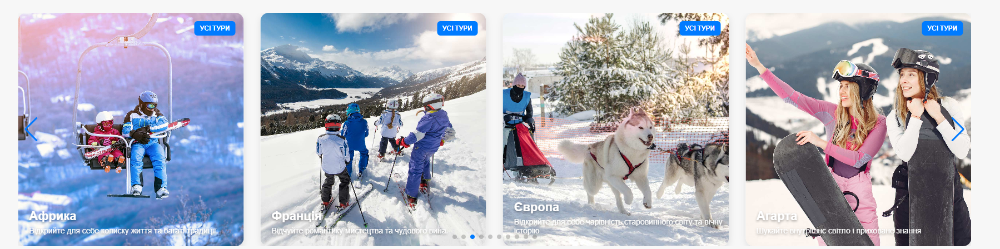 УСІ ТУРИ
Африка
Відкрийте для себе колиску життя та багаті традиції.
УСІ ТУРИ
Франція
Відчуйте романтику мистецтва та чудового вина.
УСІ ТУРИ
Європа
Відкрийте для себе чарівність старовинного світу та вічну
історію
УСІ ТУРИ
Агарта
Шукайте внутрішнє світло і приховане знання